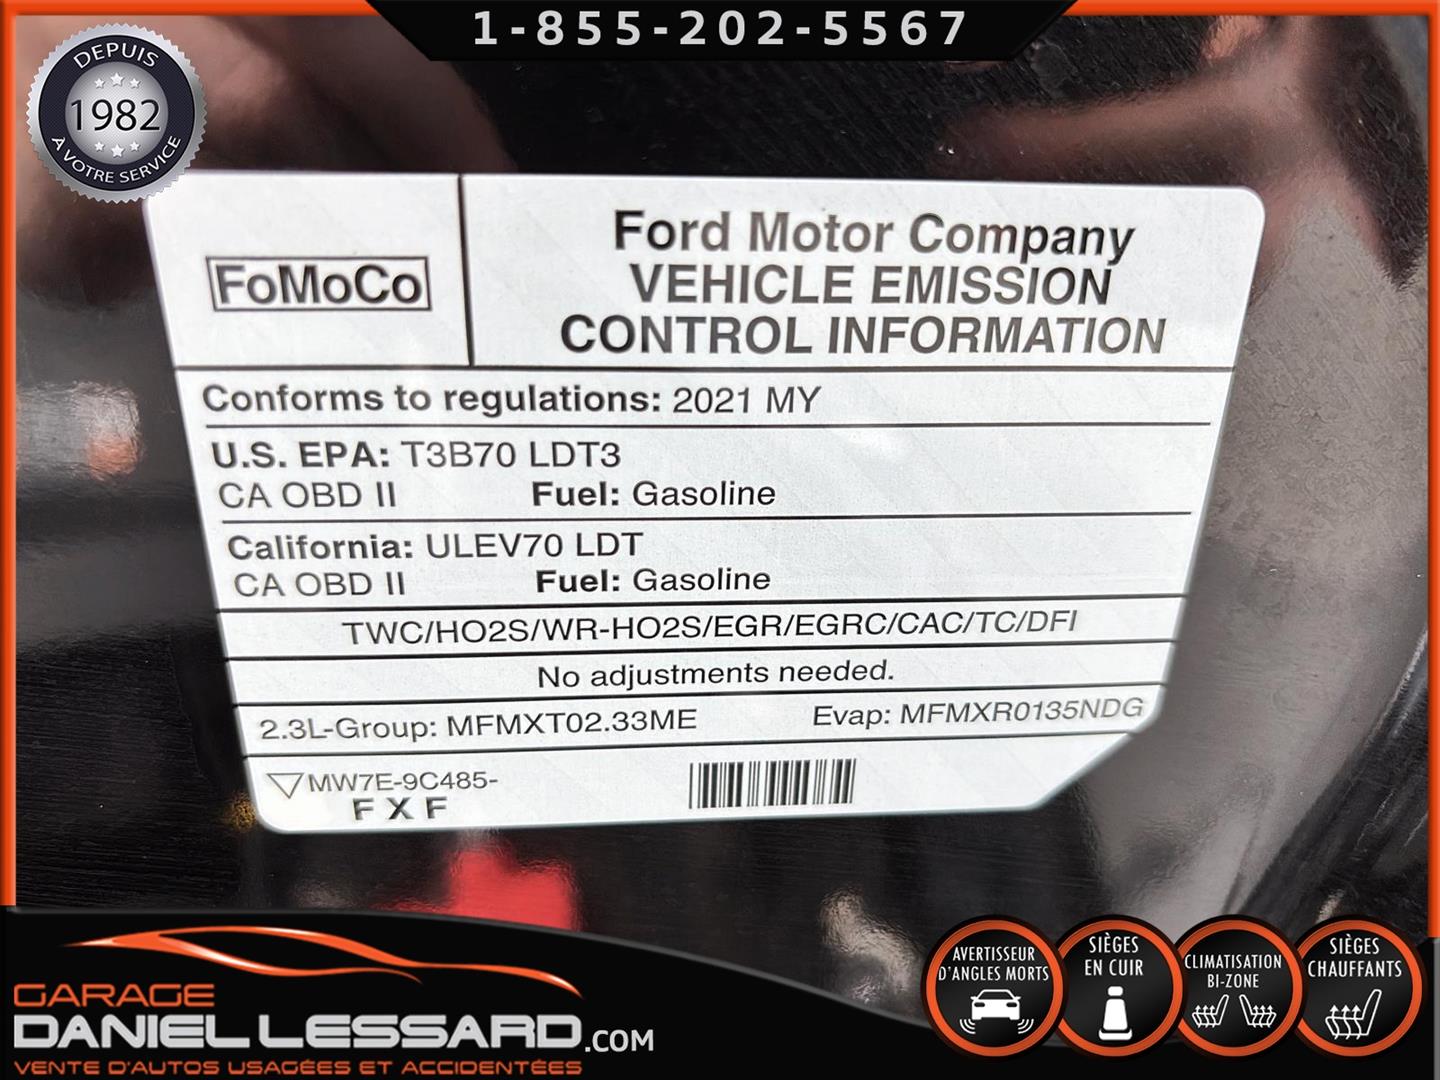 1-855-202-5567
DEPUIS
1982
À VOTRE SERVICE
FoMoCo
Ford Motor Company
VEHICLE EMISSION
CONTROL INFORMATION
Conforms to regulations: 2021 MY
U.S. EPA: T3B70 LDT3
CA OBD II Fuel: Gasoline
California: ULEV70 LDT
CA OBD II Fuel: Gasoline
TWC/HO2S/WR-HO2S/EGR/EGRC/CAC/TC/DFI
No adjustments needed.
2.3L-Group: MFMXT02.33ME Evap: MFMXR0135NDG
MW7E-9C485-
FXF
GARAGE
DANIEL LESSARD.COM
VENTE D'AUTOS USAGÉES ET ACCIDENTÉES
AVERTISSEUR
D'ANGLES MORTS
SIÈGES
EN CUIR
CLIMATISATION
BI-ZONE
SIÈGES
CHAUFFANTS